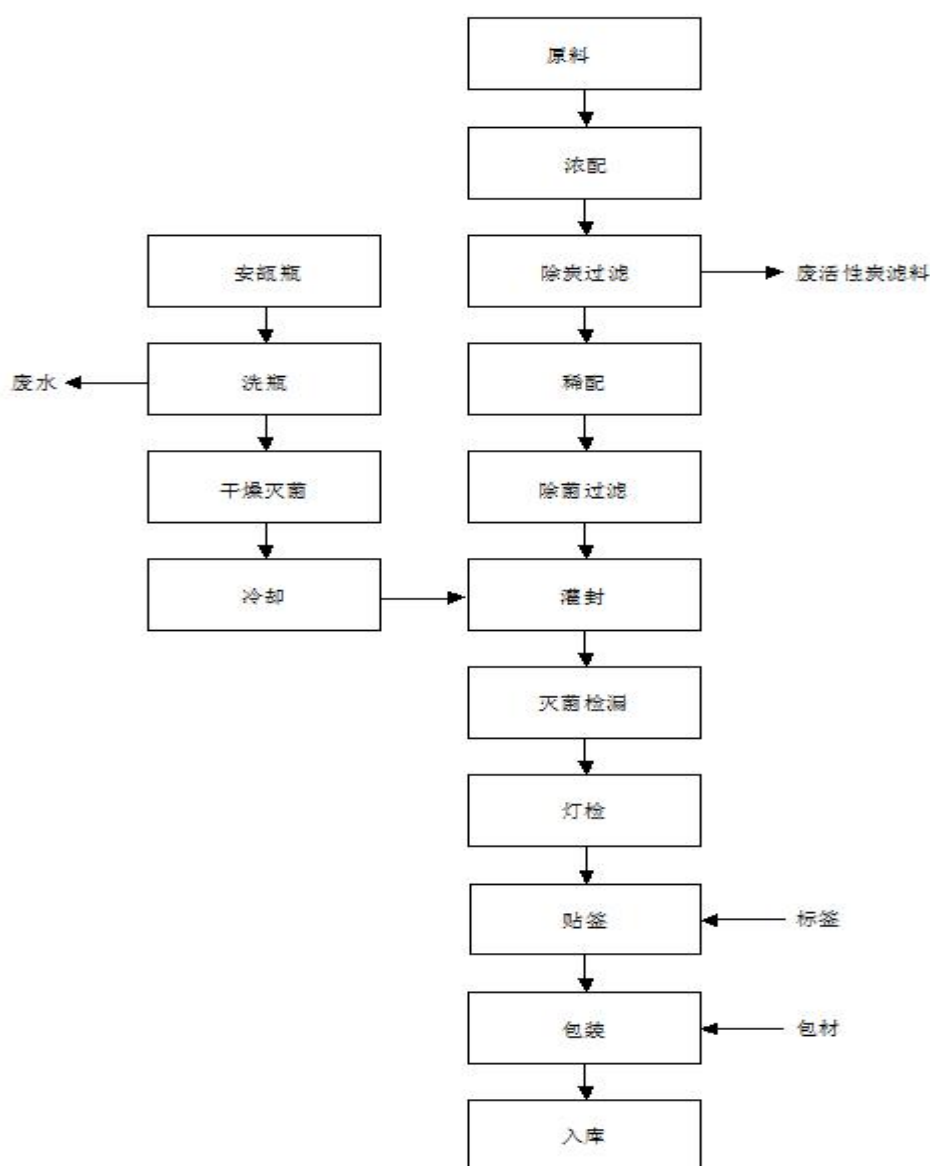 原料
浓配
安瓿瓶
除炭过滤
废活性炭滤料
废水
洗瓶
稀配
干燥灭菌
除菌过滤
冷却
灌封
灭菌检漏
灯检
贴签
标签
包装
包材
入库